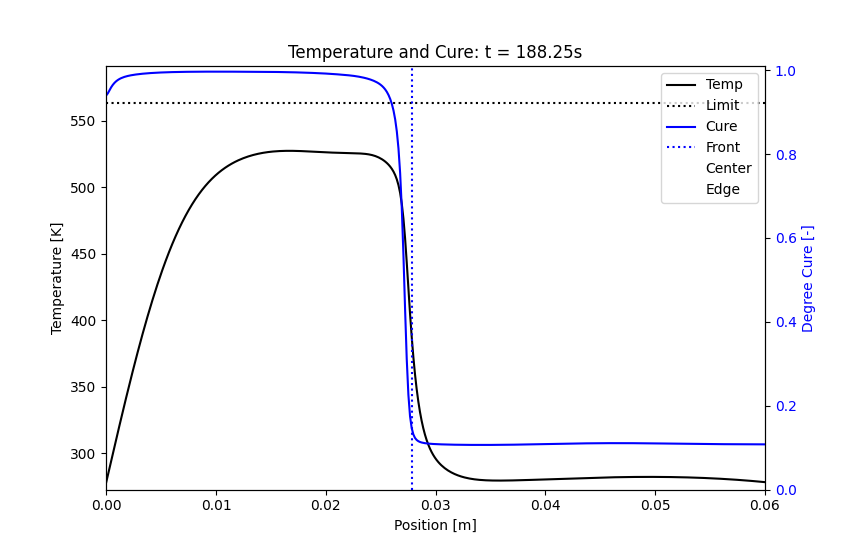 Temperature and Cure: t = 188.25s
Temp
Limit
Cure
Front
Center
Edge
550
500
450
400
350
300
Temperature [K]
1.0
0.8
0.6
0.4
0.2
0.0
Degree Cure [-]
0.00 0.01 0.02 0.03 0.04 0.05 0.06
Position [m]